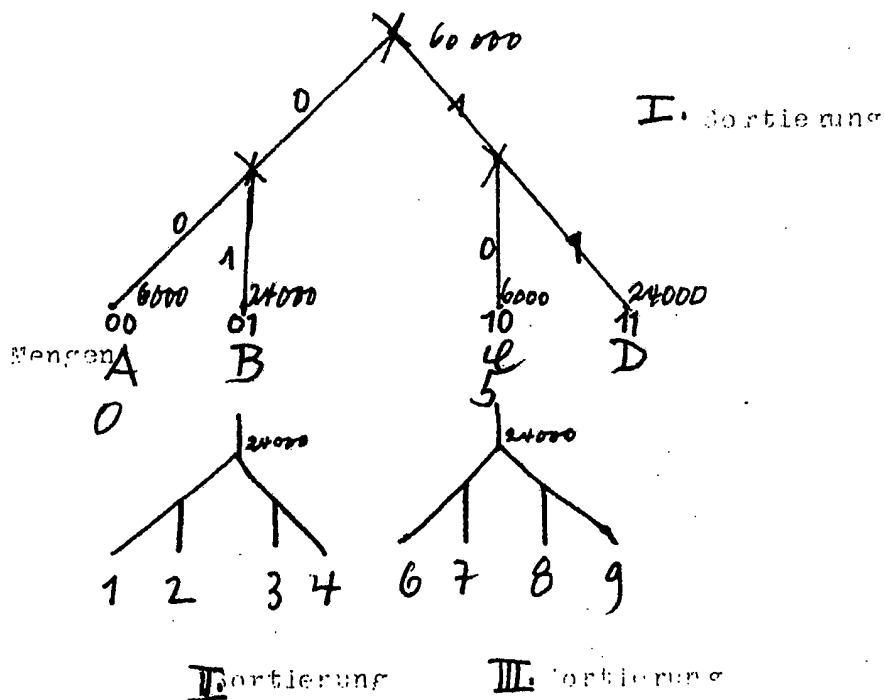 60 000
0 1
I. Sortierung
0 1 0 1
6000 24000 6000 24000
00 01 10 11
Mengen A B C D
0 5
24000 24000
1 2 3 4 6 7 8 9
II. Sortierung III. Sortierung